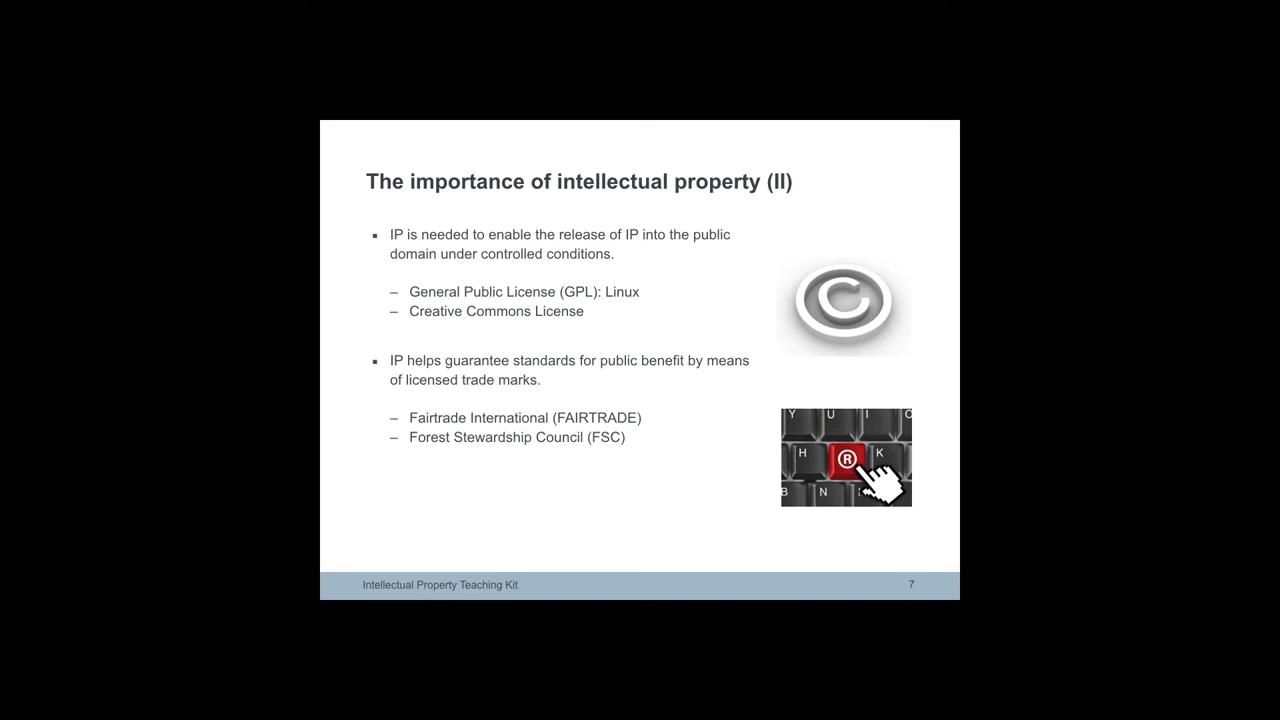 The importance of intellectual property (II)
▪ IP is needed to enable the release of IP into the public
domain under controlled conditions.
– General Public License (GPL): Linux
– Creative Commons License
▪ IP helps guarantee standards for public benefit by means
of licensed trade marks.
– Fairtrade International (FAIRTRADE)
– Forest Stewardship Council (FSC)
©
Y U I
H ® K
B N
Intellectual Property Teaching Kit 7